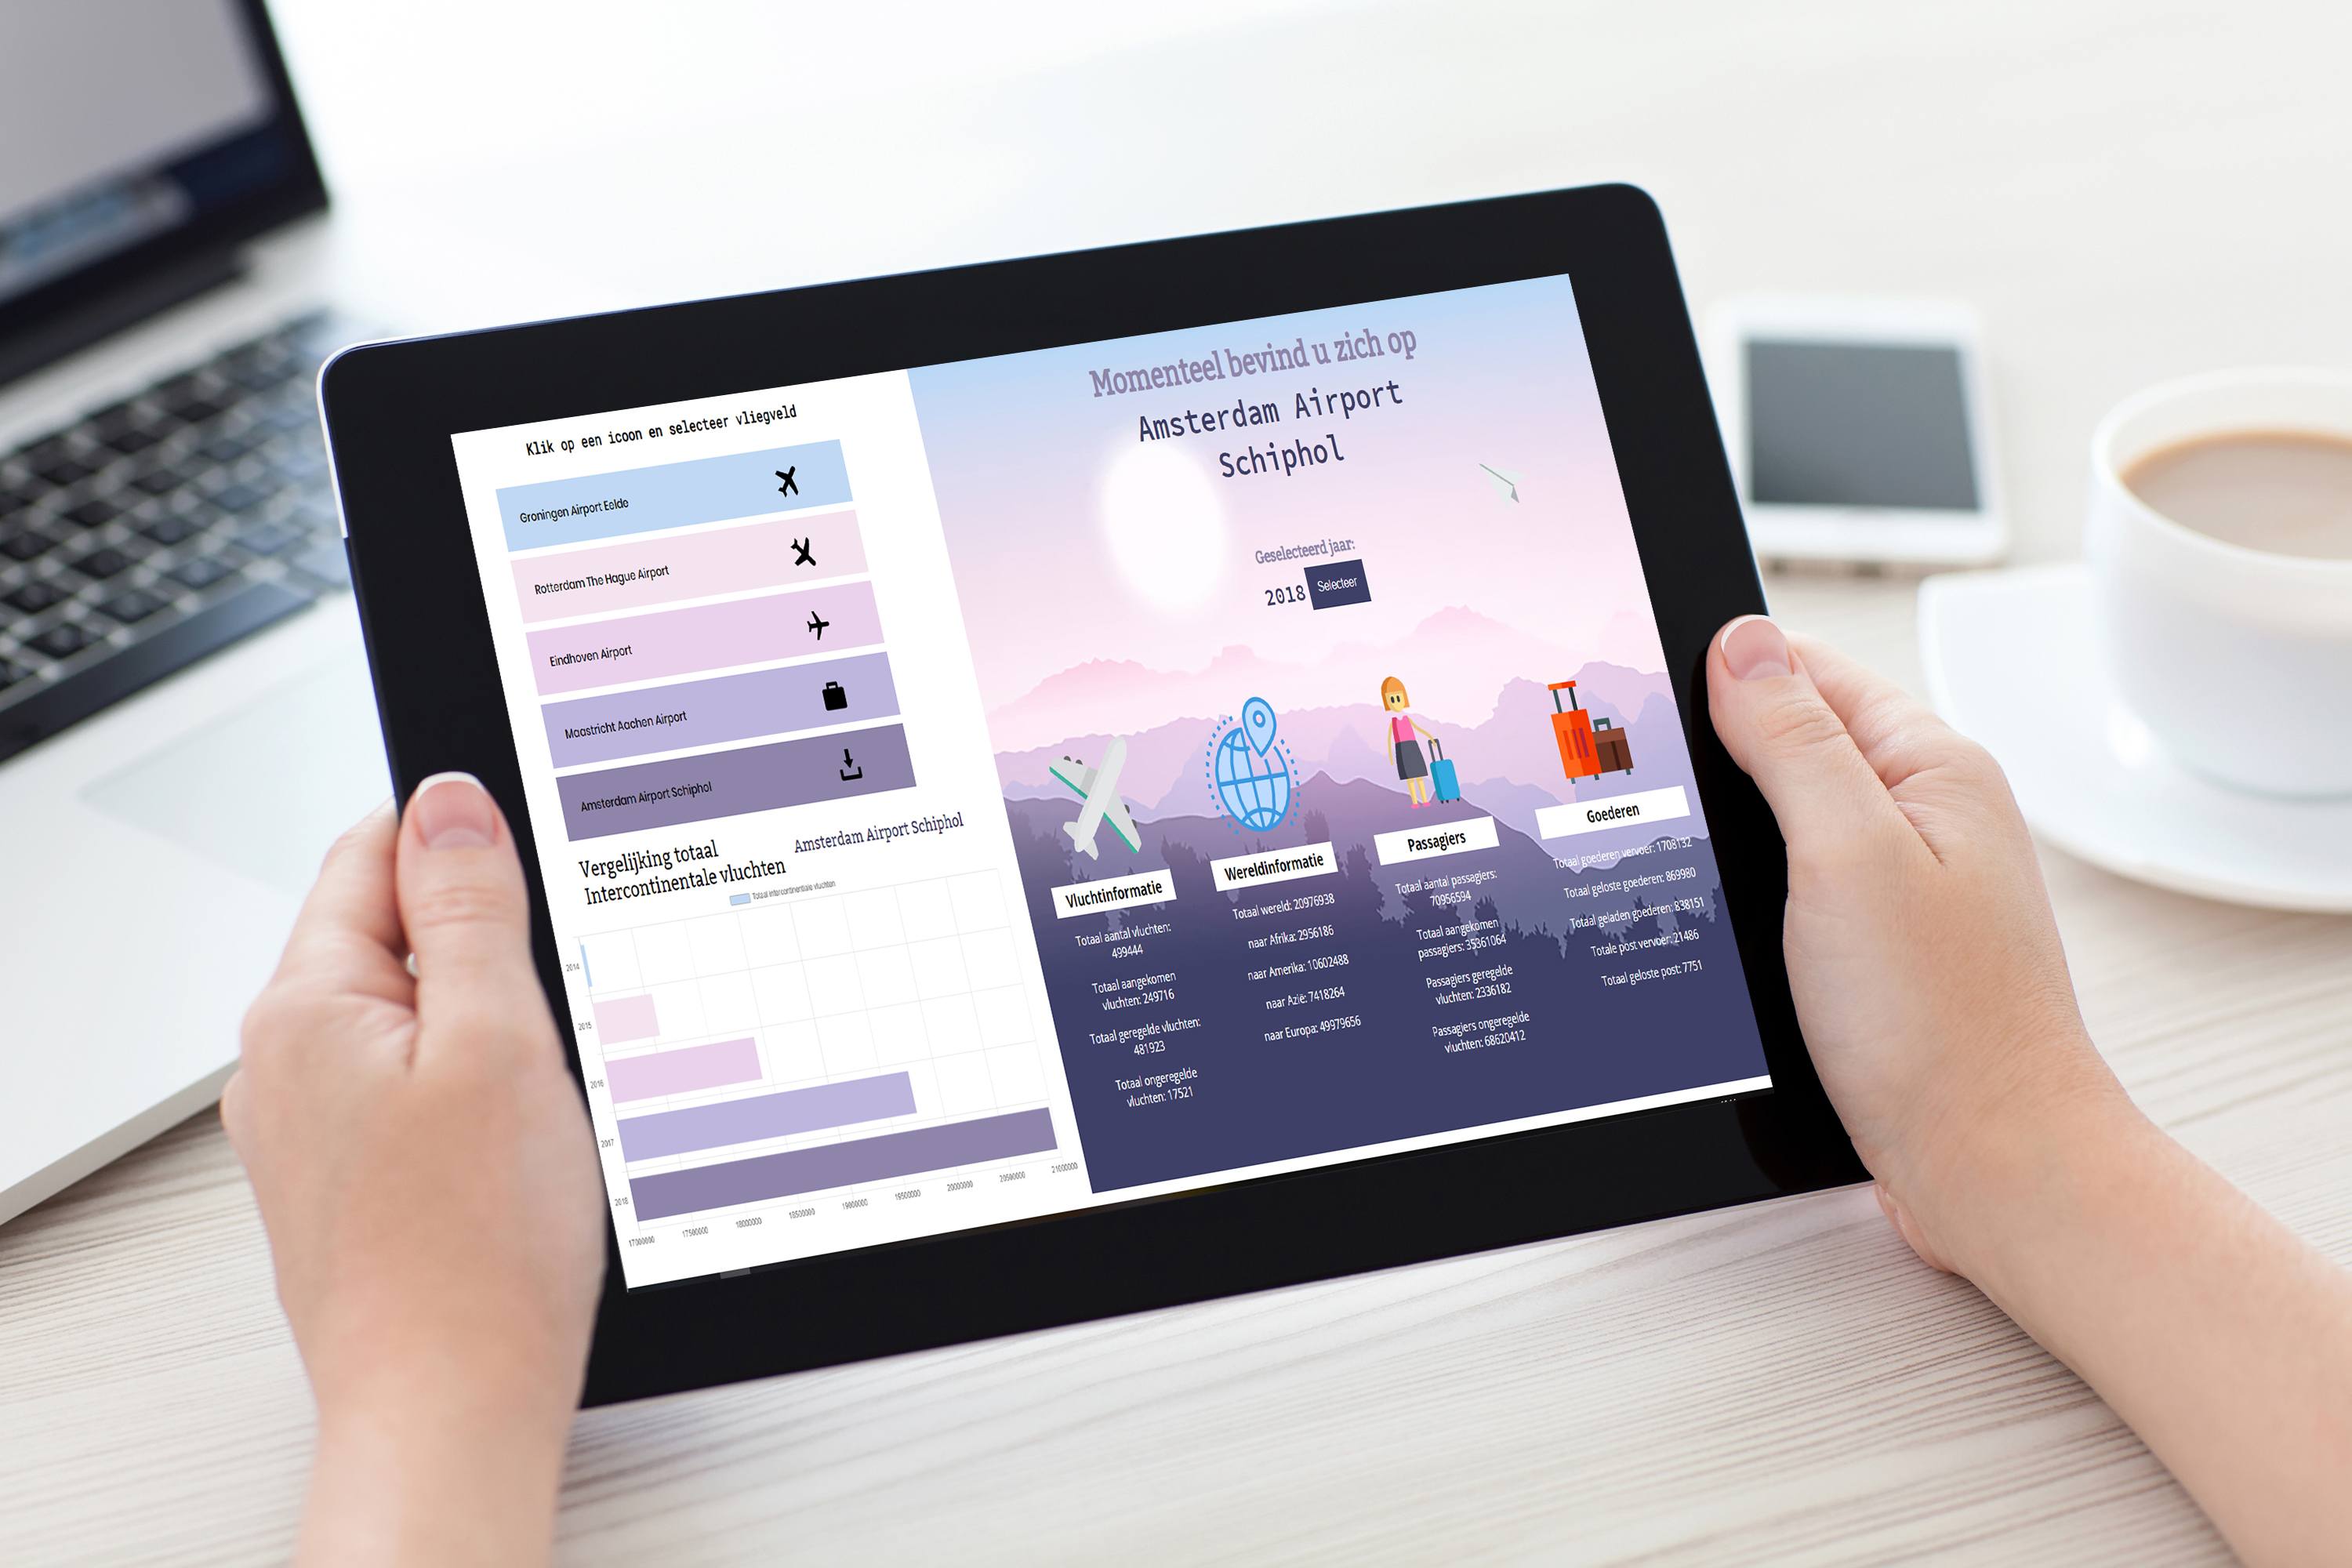 Klik op een icoon en selecteer vliegveld
Groningen Airport Eelde
Rotterdam The Hague Airport
Eindhoven Airport
Maastricht Aachen Airport
Amsterdam Airport Schiphol
Vergelijking totaal
Intercontinentale vluchten
Amsterdam Airport Schiphol
Totaal intercontinentale vluchten
2014
2015
2016
2017
2018
17000000
17500000
18000000
18500000
19000000
19500000
20000000
20500000
21000000
Momenteel bevind u zich op
Amsterdam Airport
Schiphol
Geselecteerd jaar:
2018 Selecteer
Vluchtinformatie
Totaal aantal vluchten:
499444
Totaal aangekomen
vluchten: 249716
Totaal geregelde vluchten:
481923
Totaal ongeregelde
vluchten: 17521
Wereldinformatie
Totaal wereld: 20976938
naar Afrika: 2956186
naar Amerika: 10602488
naar Azië: 7418264
naar Europa: 49979656
Passagiers
Totaal aantal passagiers:
70956594
Totaal aangekomen
passagiers: 35361064
Passagiers geregelde
vluchten: 2336182
Passagiers ongeregelde
vluchten: 68620412
Goederen
Totaal goederen vervoer: 1708132
Totaal geloste goederen: 869980
Totaal geladen goederen: 838151
Totale post vervoer: 21486
Totaal geloste post: 7751